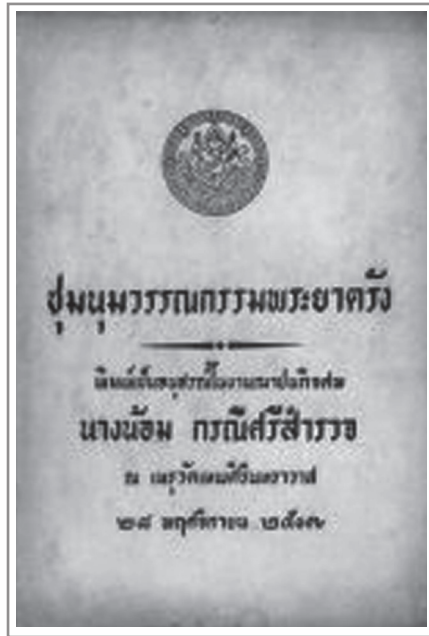 ชุมนุมวรรณกรรมพระยาตรัง
พิมพ์เป็นอนุสรณ์ในงานฌาปนกิจศพ
นางน้อม กรณีศรีสำรวจ
ณ เมรุวัดเทพศิรินทราวาส
๒๘ พฤศจิกายน